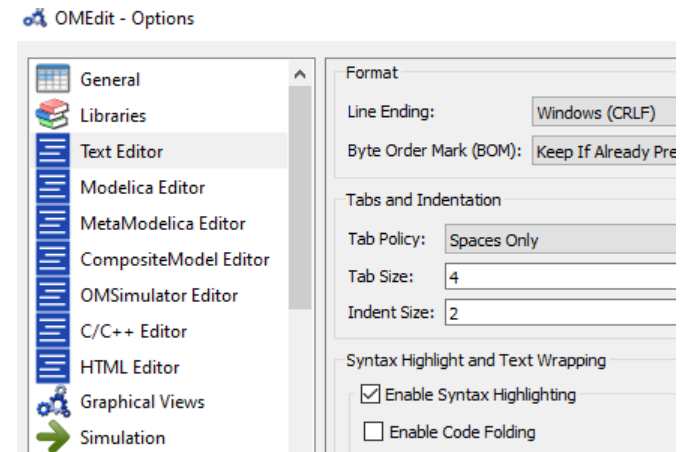 OMEdit - Options
General
Libraries
Text Editor
Modelica Editor
MetaModelica Editor
CompositeModel Editor
OMSimulator Editor
C/C++ Editor
HTML Editor
Graphical Views
Simulation
Format
Line Ending: Windows (CRLF)
Byte Order Mark (BOM): Keep If Already Pre
Tabs and Indentation
Tab Policy: Spaces Only
Tab Size: 4
Indent Size: 2
Syntax Highlight and Text Wrapping
Enable Syntax Highlighting
Enable Code Folding